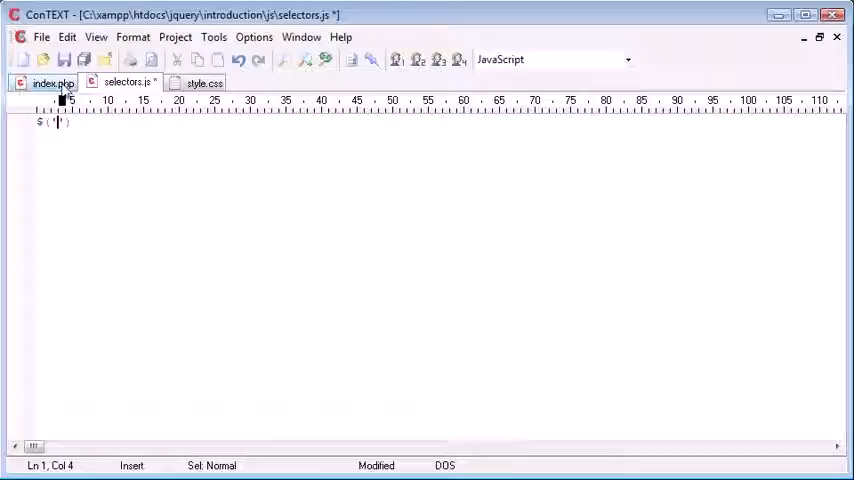 ConTEXT - [C:\xampp\htdocs\jquery\introduction\js\selectors.js *]
File Edit View Format Project Tools Options Window Help
JavaScript
index.php selectors.js * style.css
5 10 15 20 25 30 35 40 45 50 55 60 65 70 75 80 85 90 95 100 105 110
$('')
Ln 1, Col 4 Insert Sel: Normal Modified DOS